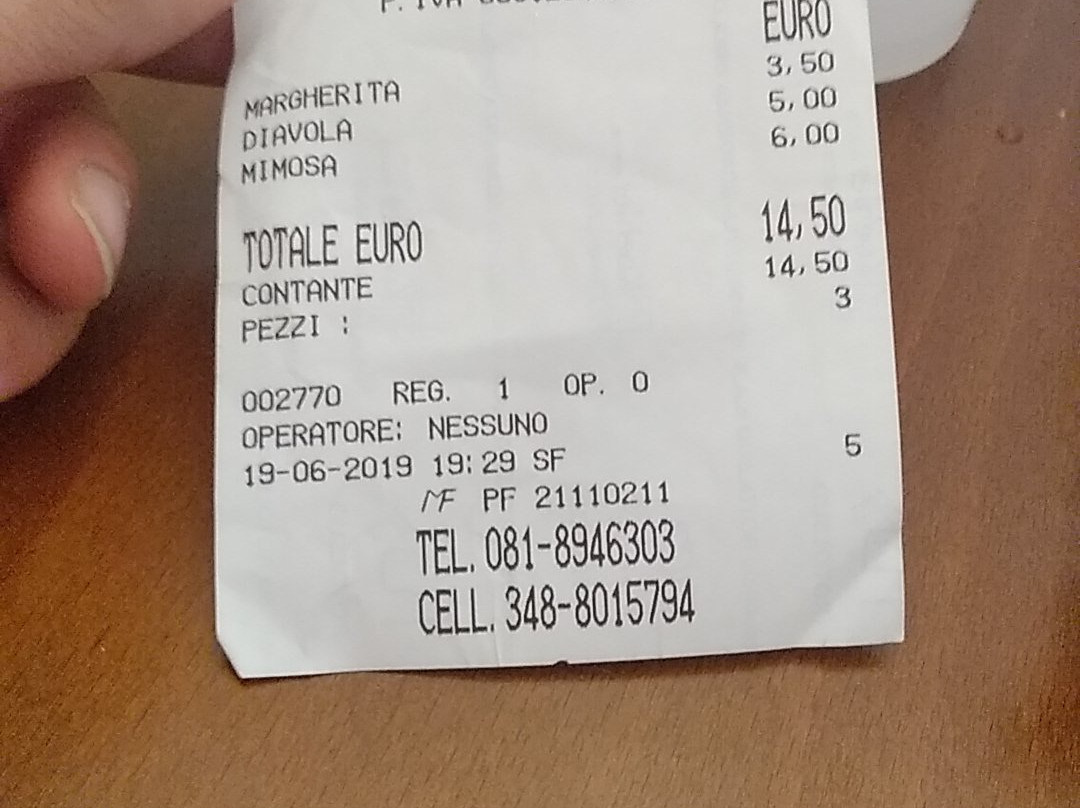 P. IVA
EURO
MARGHERITA 3,50
DIAVOLA 5,00
MIMOSA 6,00
TOTALE EURO 14,50
CONTANTE 14,50
PEZZI : 3
002770 REG. 1 OP. 0
OPERATORE: NESSUNO
19-06-2019 19:29 SF 5
MF PF 21110211
TEL. 081-8946303
CELL. 348-8015794